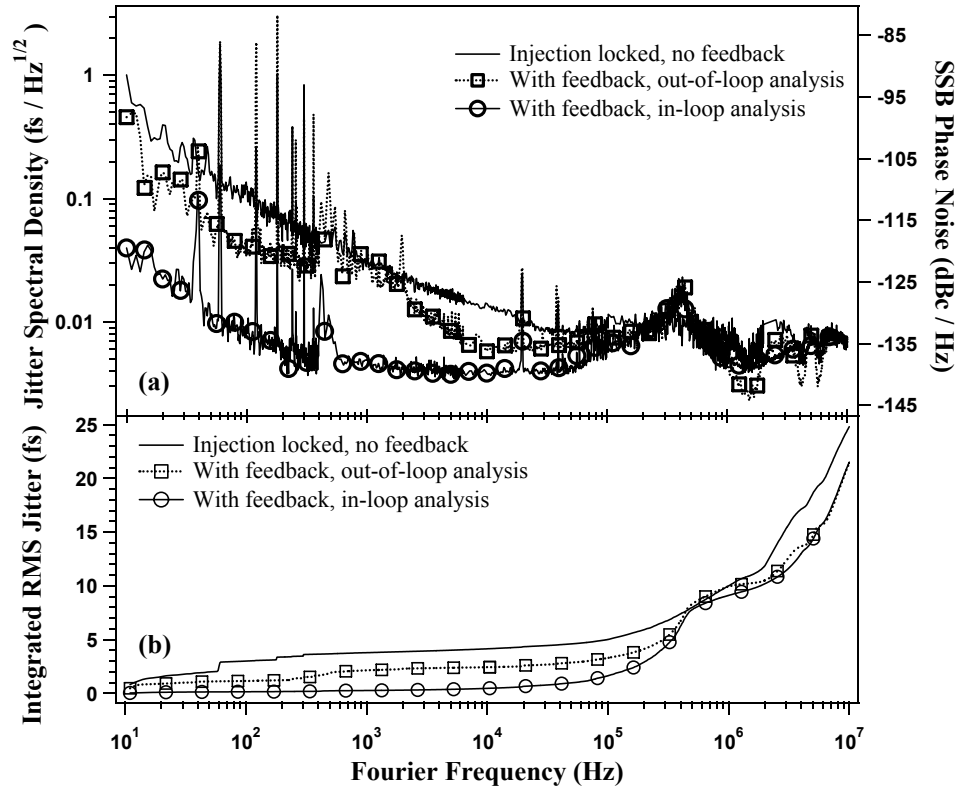 Jitter Spectral Density (fs / Hz^1/2)
1
0.1
0.01
Injection locked, no feedback
With feedback, out-of-loop analysis
With feedback, in-loop analysis
(a)
-85
-95
-105
-115
-125
-135
-145
SSB Phase Noise (dBc / Hz)
Integrated RMS Jitter (fs)
25
20
15
10
5
0
Injection locked, no feedback
With feedback, out-of-loop analysis
With feedback, in-loop analysis
(b)
10^1 10^2 10^3 10^4 10^5 10^6 10^7
Fourier Frequency (Hz)